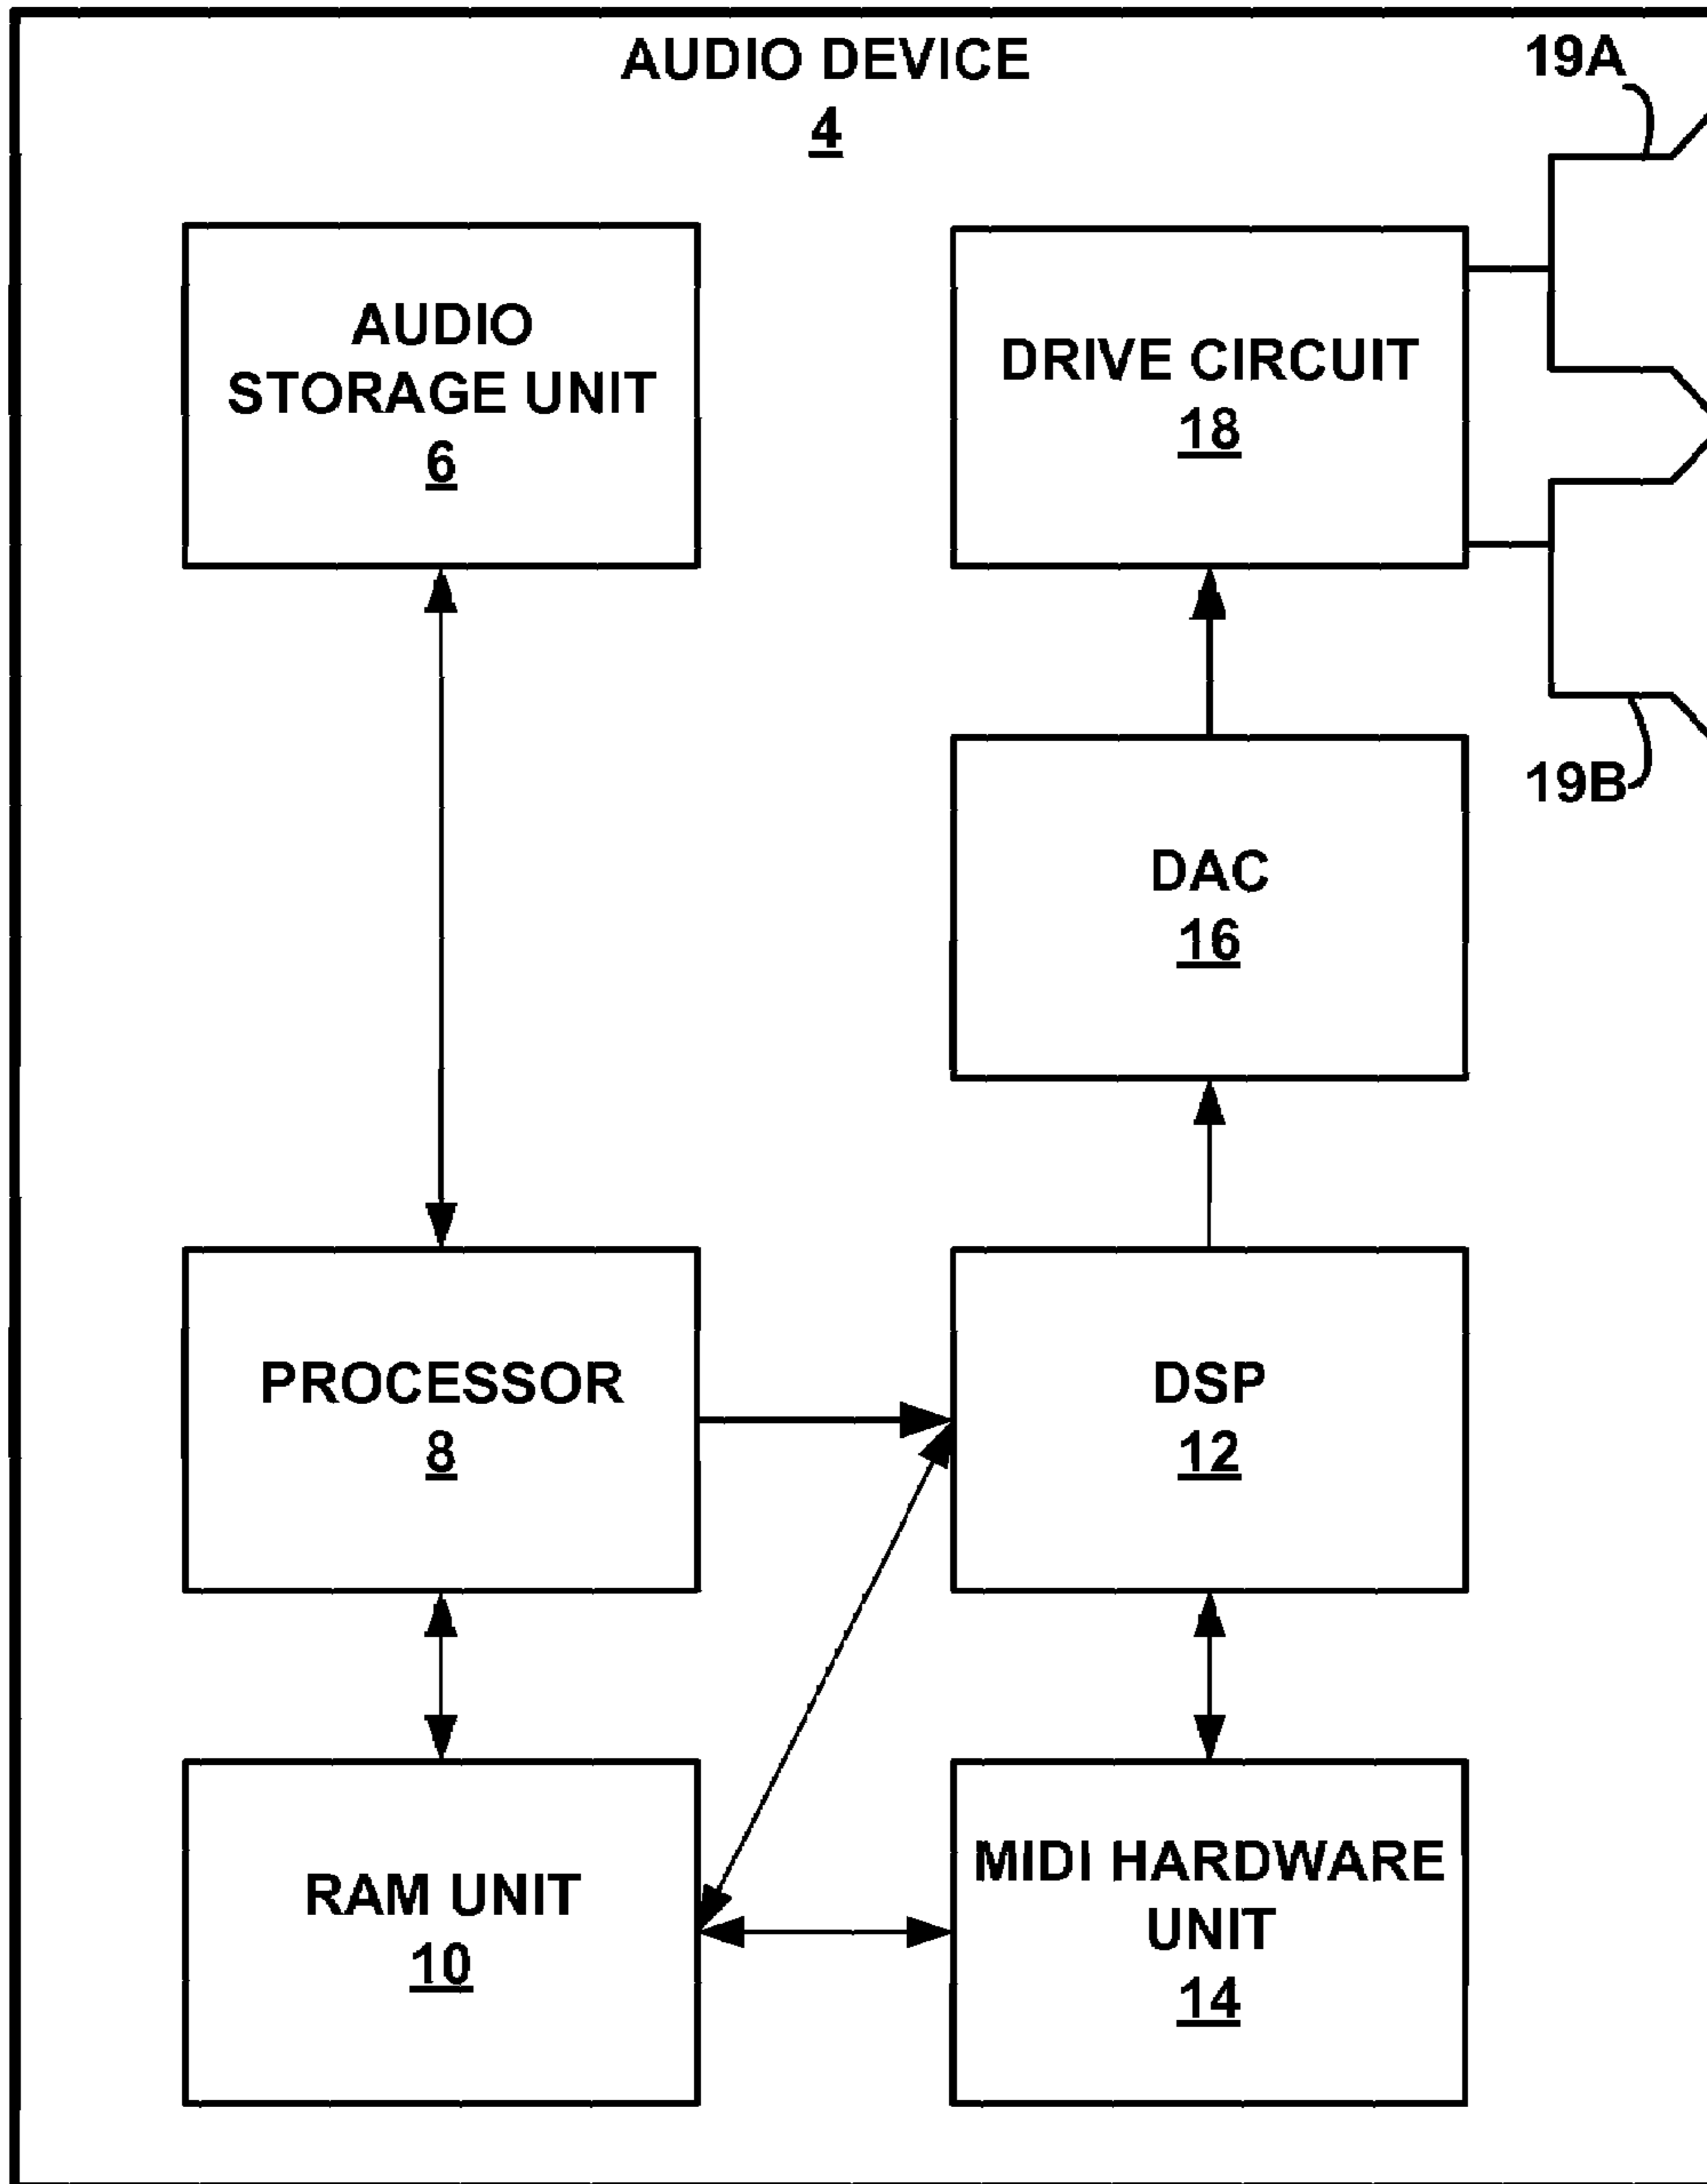 AUDIO DEVICE
4
19A
AUDIO
STORAGE UNIT
6
DRIVE CIRCUIT
18
19B
DAC
16
PROCESSOR
8
DSP
12
RAM UNIT
10
MIDI HARDWARE
UNIT
14